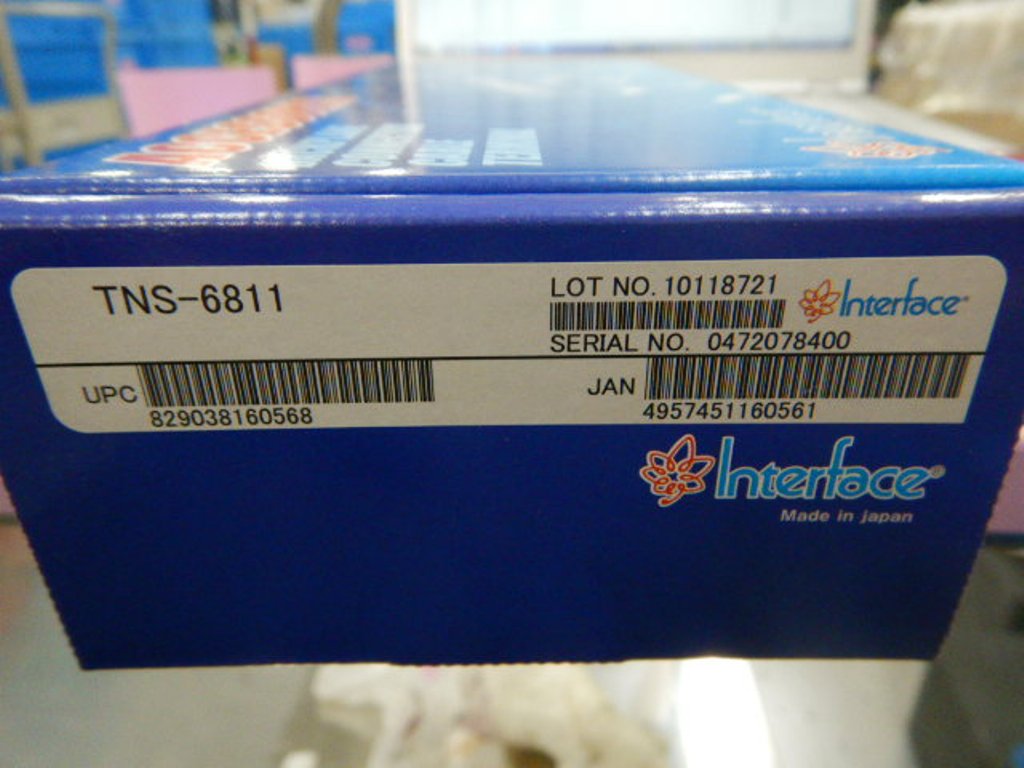 TNS-6811
LOT NO. 10118721
Interface
SERIAL NO. 0472078400
UPC
829038160568
JAN
4957451160561
Interface®
Made in japan